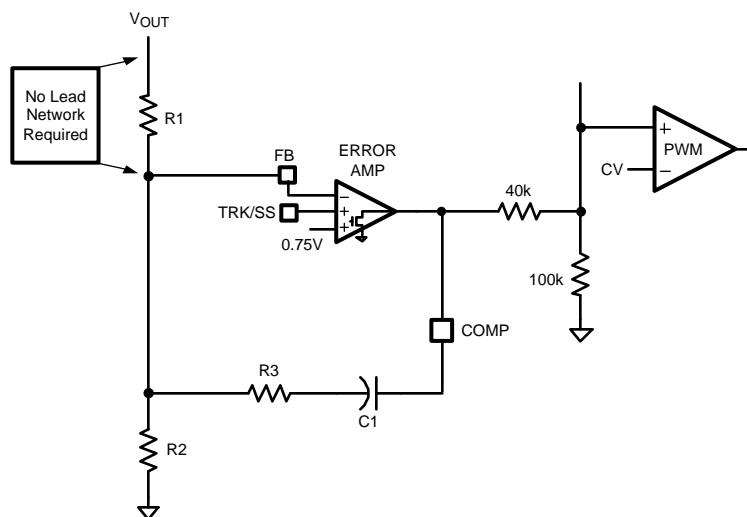 VOUT
No Lead
Network
Required
R1
FB
ERROR
AMP
TRK/SS
0.75V
−
+
+
40k
+
PWM
CV
−
100k
COMP
R3
C1
R2